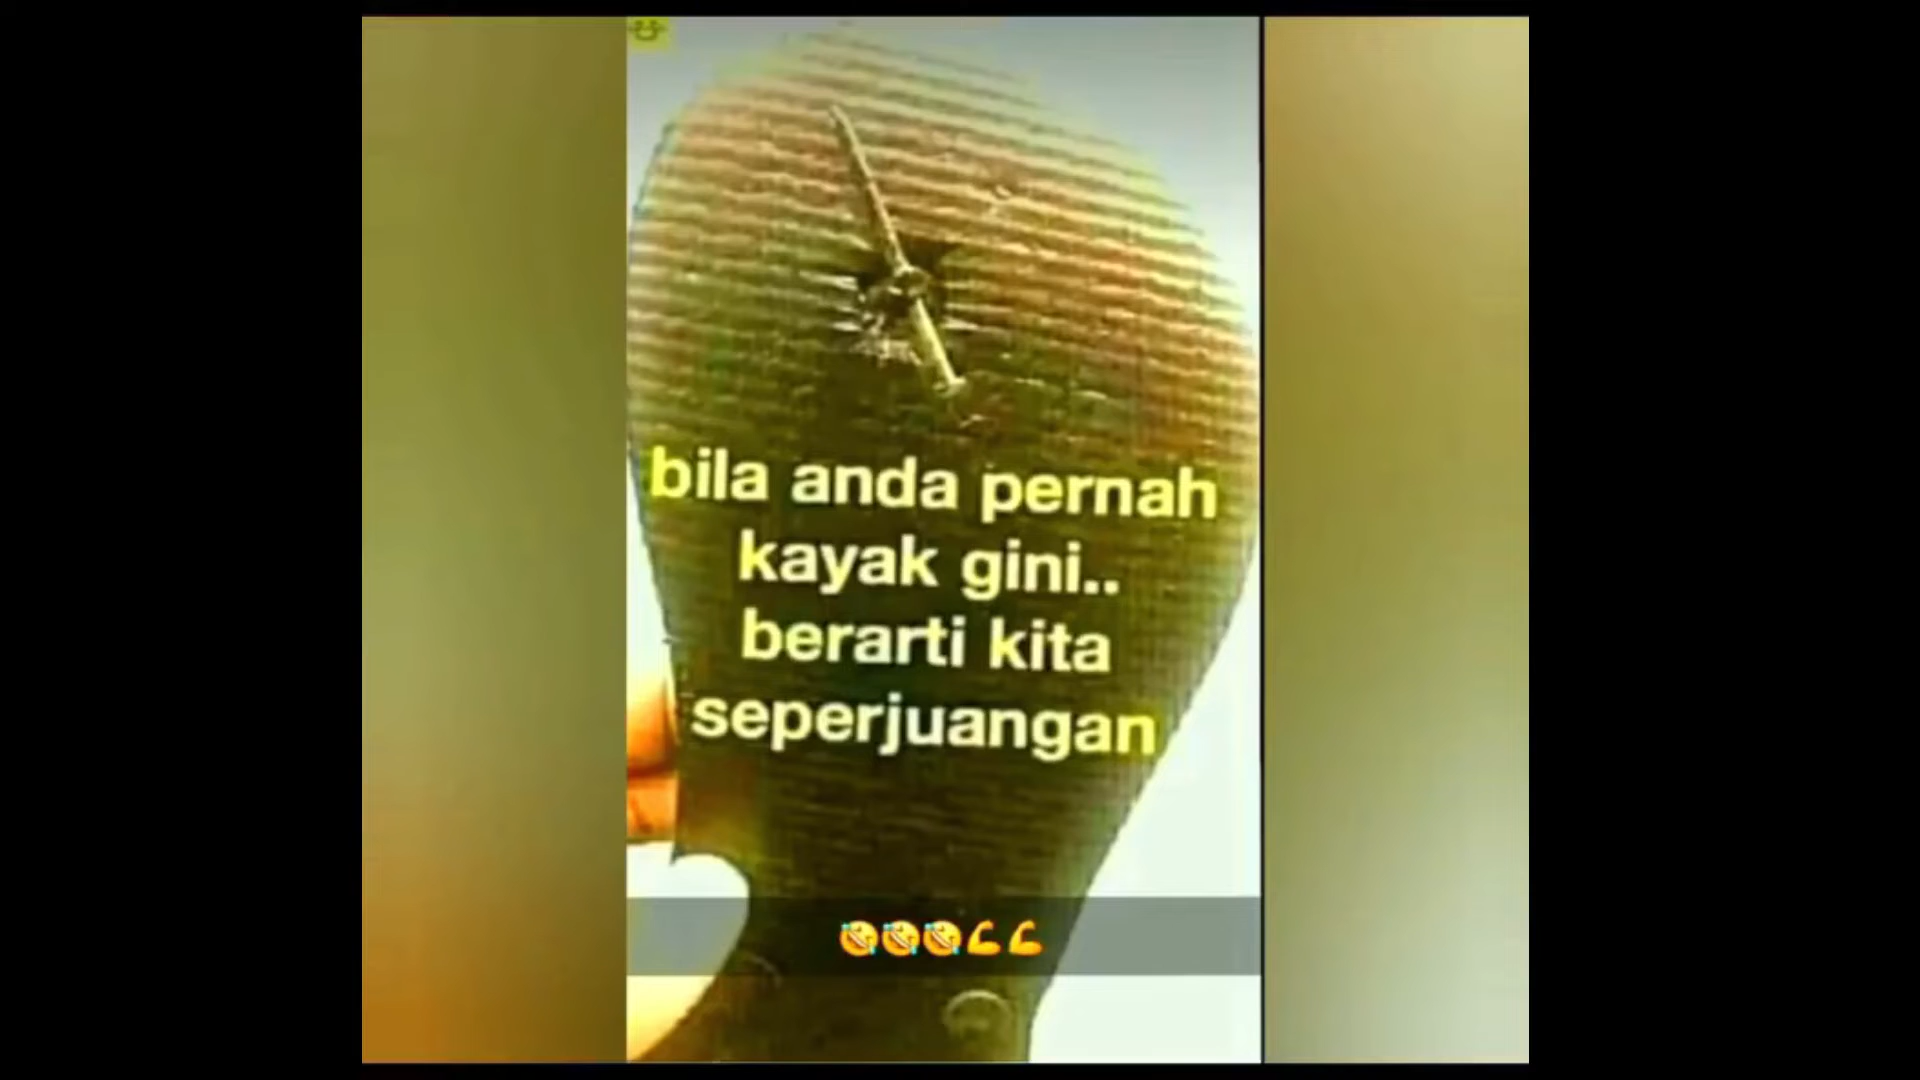 bila anda pernah
kayak gini..
berarti kita
seperjuangan
🤣🤣🤣💪💪